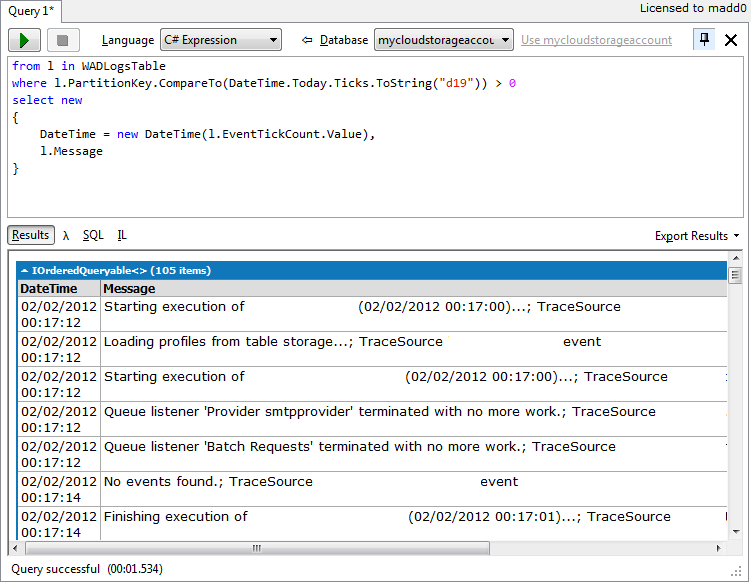 Query 1*
Licensed to madd0
Language C# Expression Database mycloudstorageaccou Use mycloudstorageaccount
from l in WADLogsTable
where l.PartitionKey.CompareTo(DateTime.Today.Ticks.ToString("d19")) > 0
select new
{
DateTime = new DateTime(l.EventTickCount.Value),
l.Message
}
Results λ SQL IL Export Results
IOrderedQueryable<> (105 items)
DateTime Message
02/02/2012 Starting execution of (02/02/2012 00:17:00)...; TraceSource
00:17:12
02/02/2012 Loading profiles from table storage...; TraceSource event
00:17:12
02/02/2012 Starting execution of (02/02/2012 00:17:00)...; TraceSource
00:17:12
02/02/2012 Queue listener 'Provider smtpprovider' terminated with no more work.; TraceSource
00:17:12
02/02/2012 Queue listener 'Batch Requests' terminated with no more work.; TraceSource
00:17:12
02/02/2012 No events found.; TraceSource event
00:17:14
02/02/2012 Finishing execution of (02/02/2012 00:17:01)...; TraceSource
00:17:14
Query successful (00:01.534)